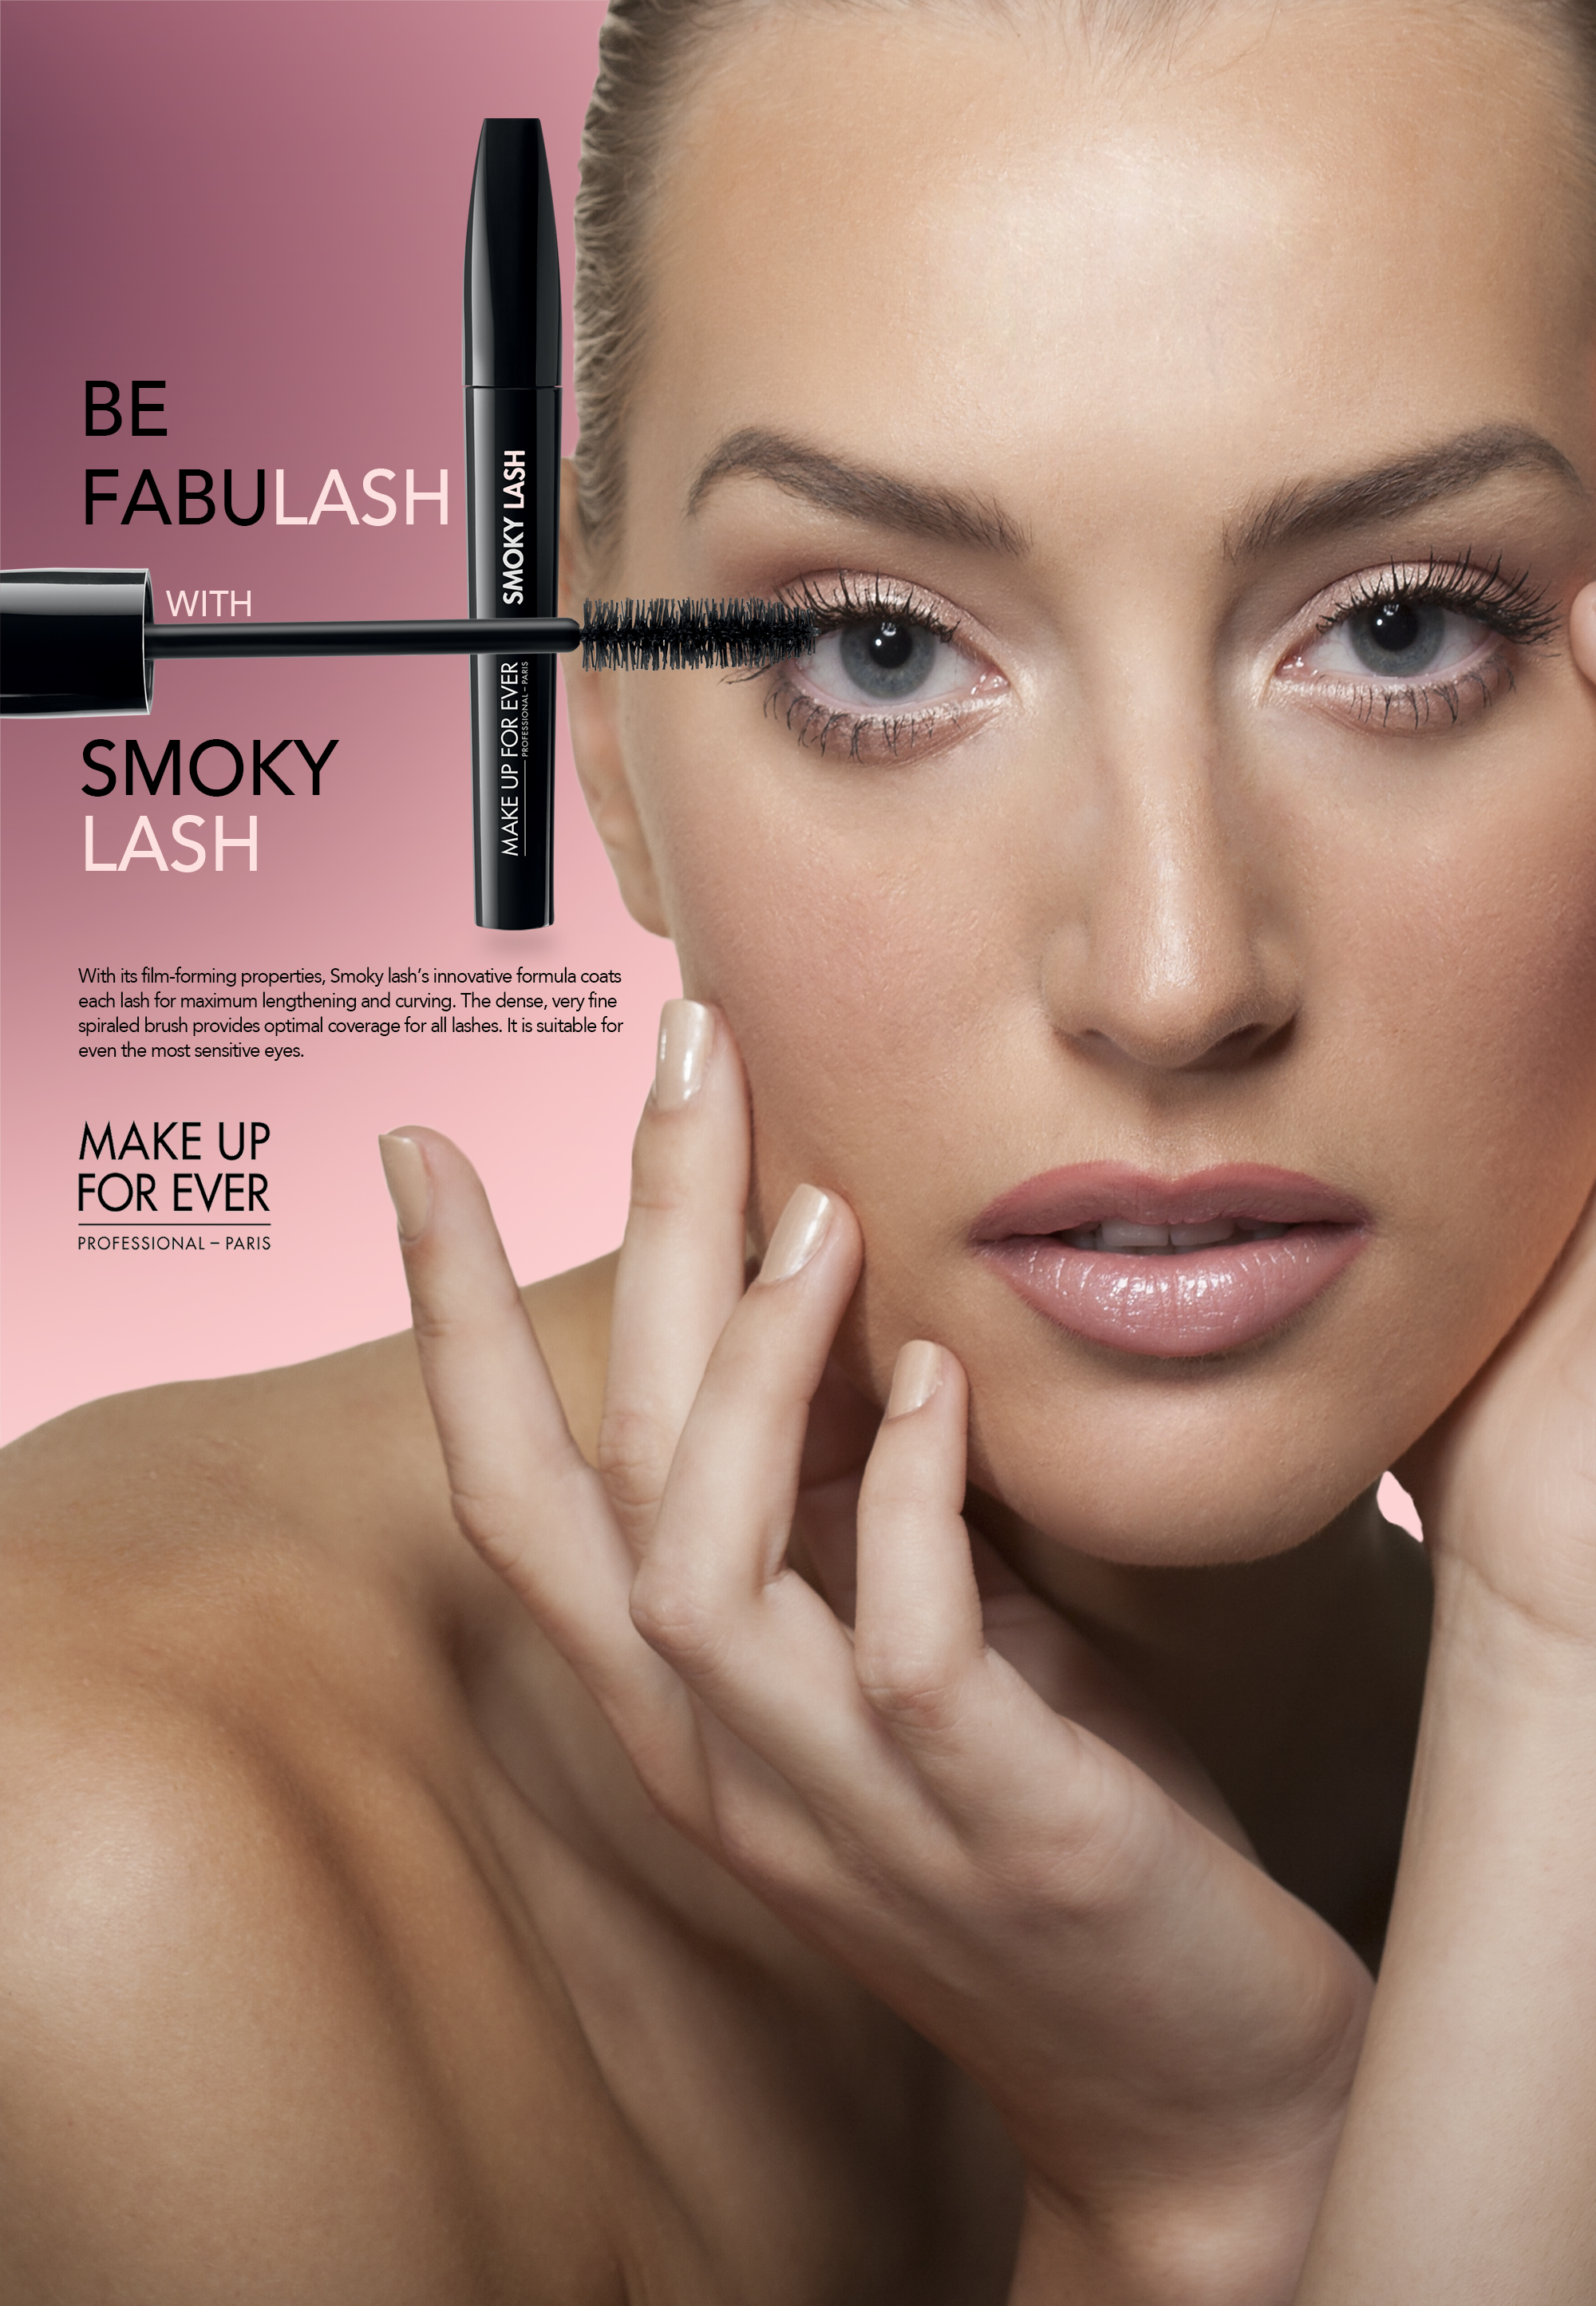 BE
FABULASH
WITH
SMOKY
LASH
SMOKY LASH
MAKE UP FOR EVER
PROFESSIONAL – PARIS
With its film-forming properties, Smoky lash’s innovative formula coats
each lash for maximum lengthening and curving. The dense, very fine
spiraled brush provides optimal coverage for all lashes. It is suitable for
even the most sensitive eyes.
MAKE UP
FOR EVER
PROFESSIONAL – PARIS